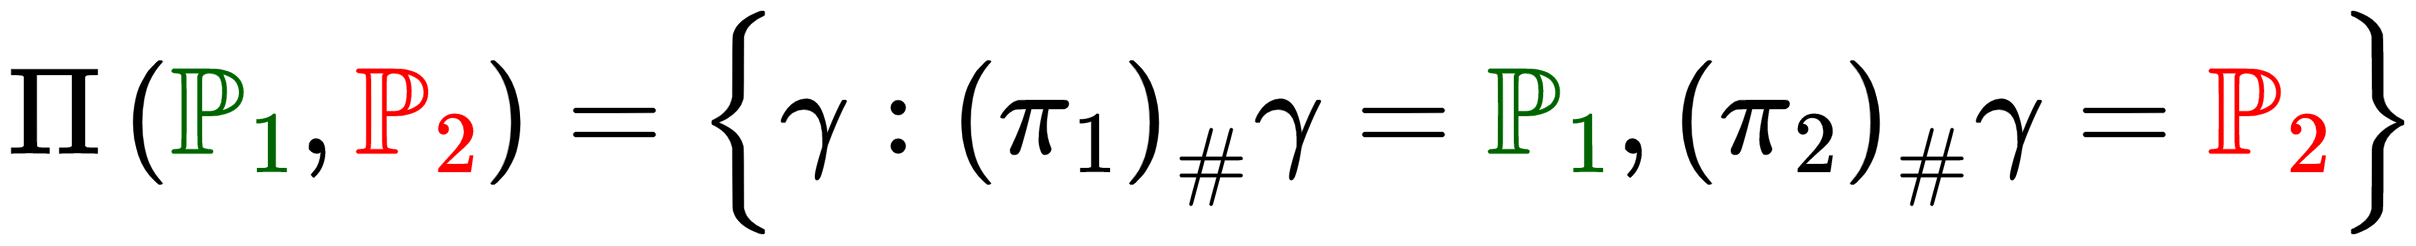 Π (ℙ₁, ℙ₂) = {γ : (π₁)_# γ = ℙ₁, (π₂)_# γ = ℙ₂}